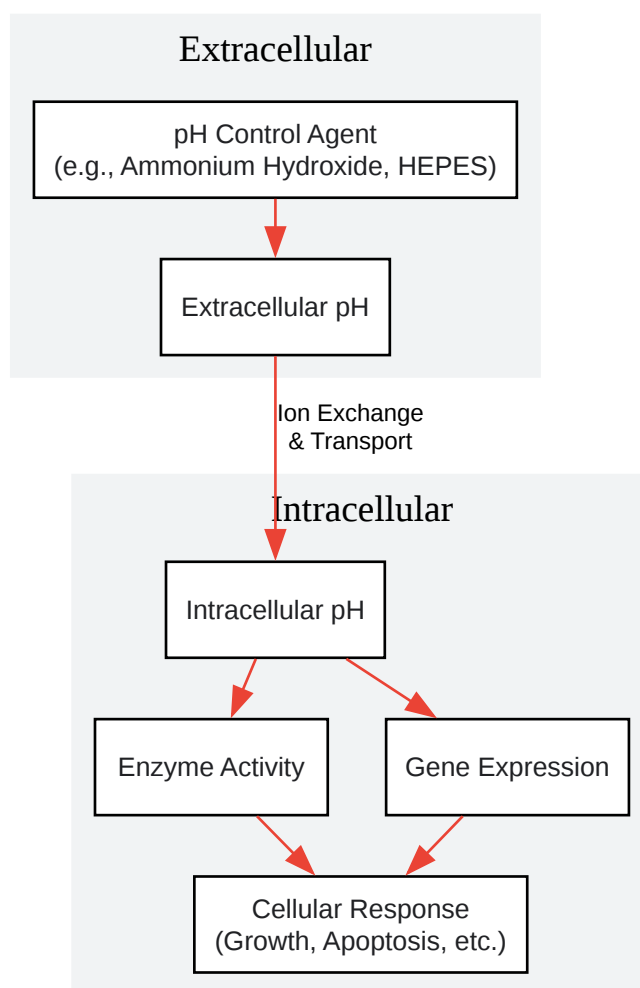 Extracellular
pH Control Agent
(e.g., Ammonium Hydroxide, HEPES)
Extracellular pH
Ion Exchange
& Transport
Intracellular
Intracellular pH
Enzyme Activity
Gene Expression
Cellular Response
(Growth, Apoptosis, etc.)